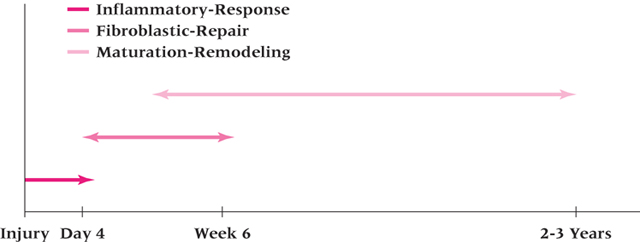 Inflammatory-Response
Fibroblastic-Repair
Maturation-Remodeling
Injury Day 4 Week 6 2-3 Years